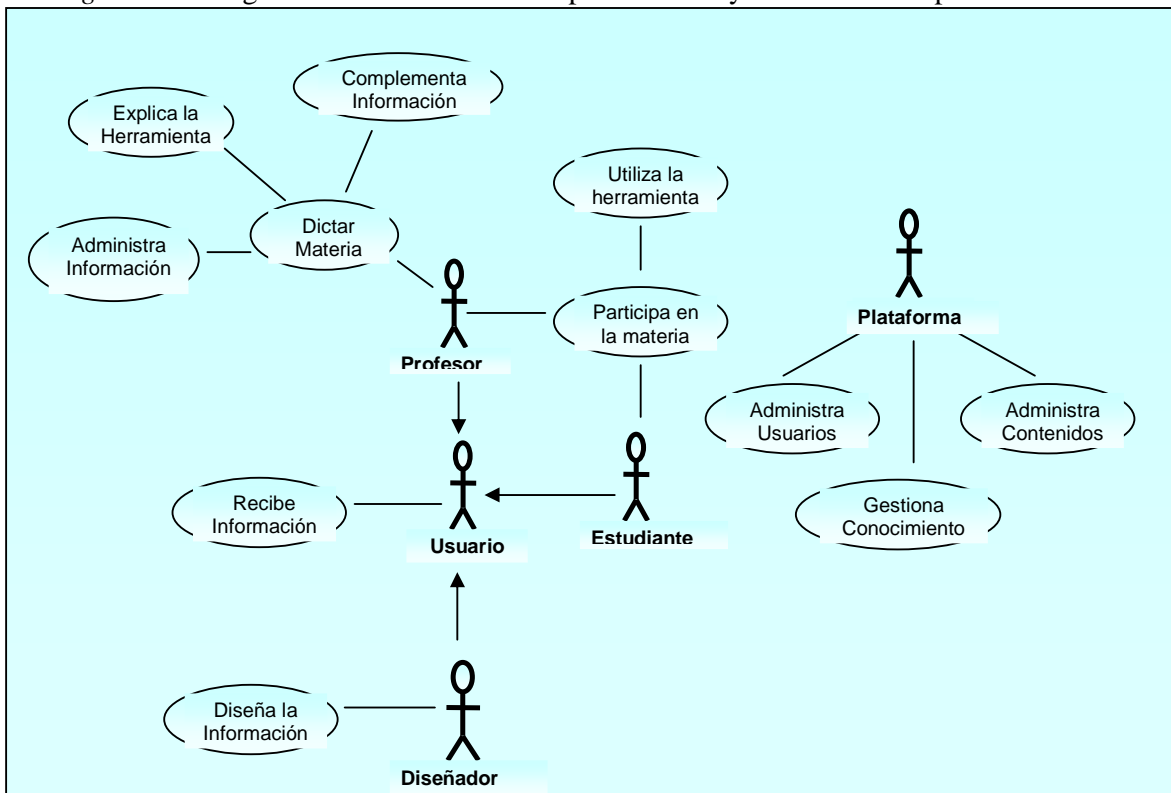 Complementa
Información
Explica la
Herramienta
Utiliza la
herramienta
Dictar
Materia
Administra
Información
Participa en
la materia
Plataforma
Profesor
Administra
Usuarios
Administra
Contenidos
Recibe
Información
Gestiona
Conocimiento
Usuario
Estudiante
Diseña la
Información
Diseñador